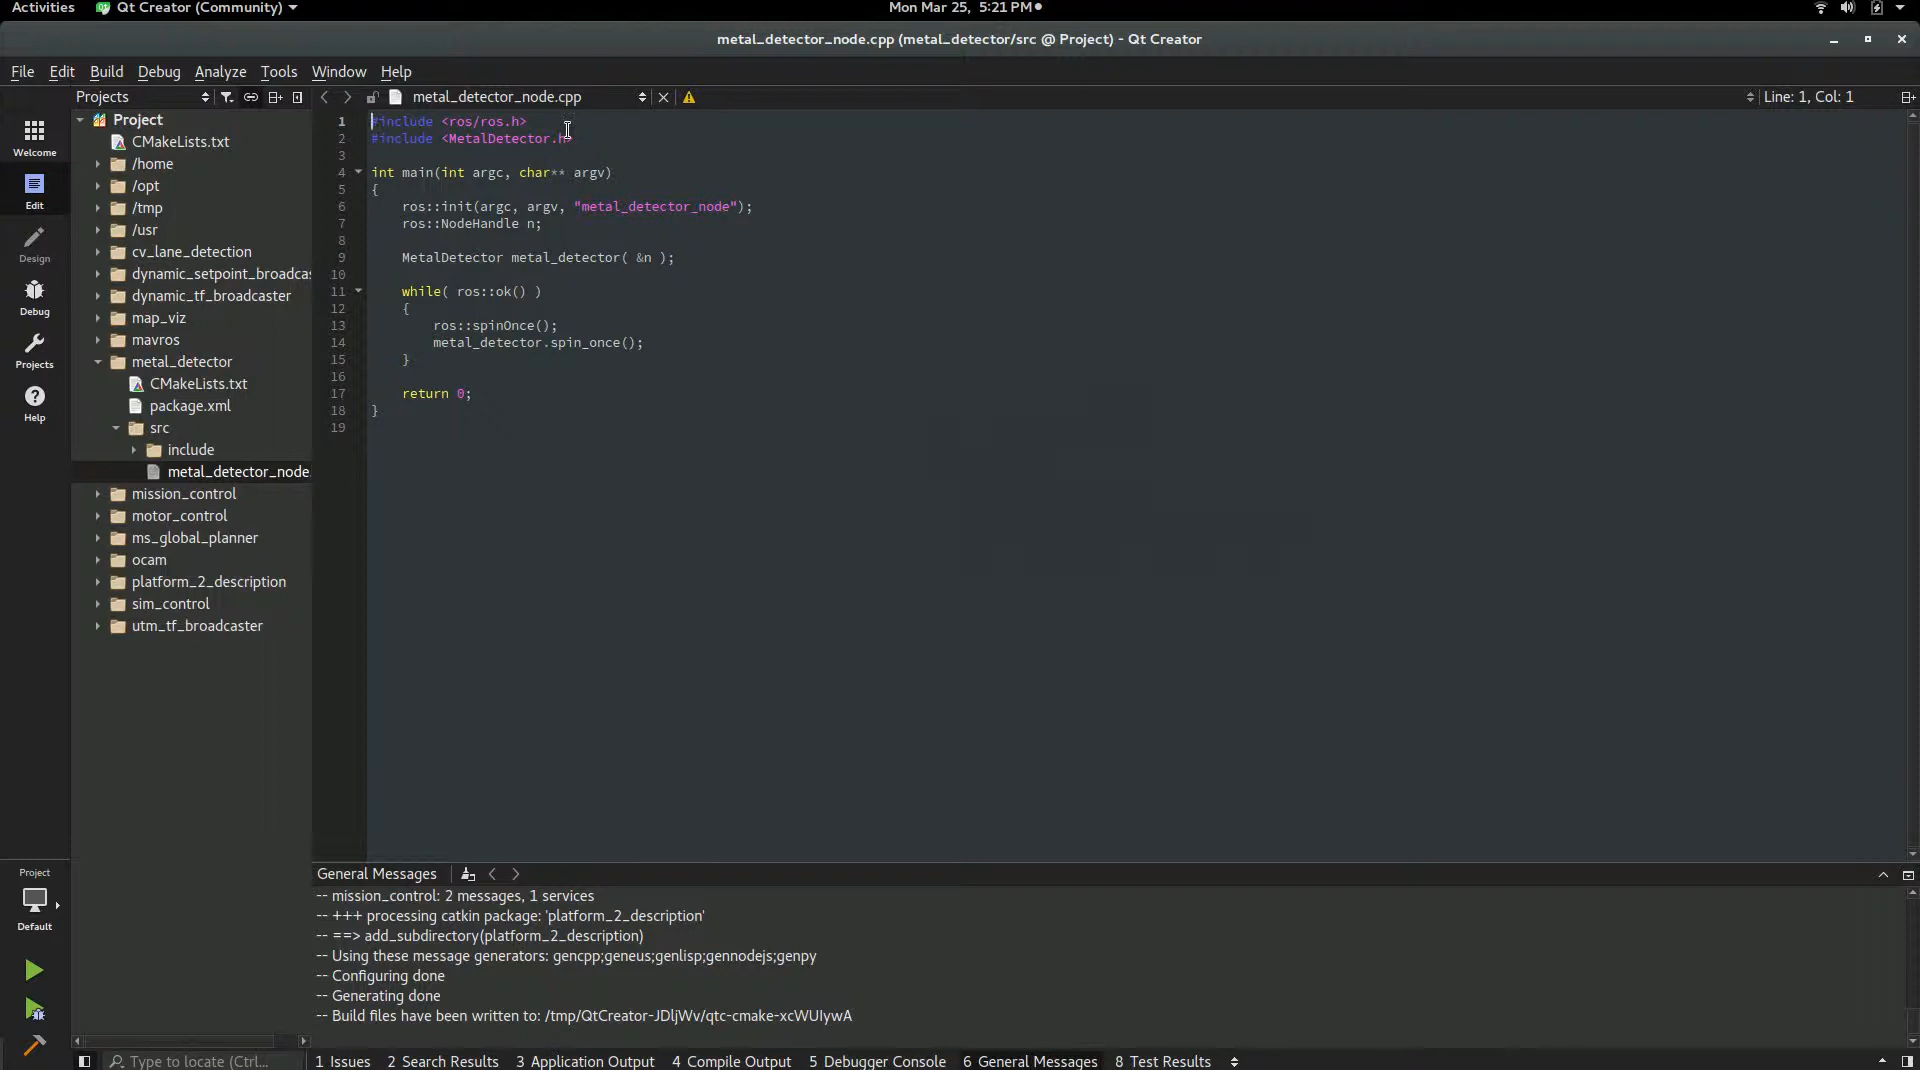 Activities Qt Creator (Community) Mon Mar 25, 5:21 PM
metal_detector_node.cpp (metal_detector/src @ Project) - Qt Creator
File Edit Build Debug Analyze Tools Window Help
Projects metal_detector_node.cpp Line: 1, Col: 1
Welcome
Edit
Design
Debug
Projects
Help
Project
CMakeLists.txt
/home
/opt
/tmp
/usr
cv_lane_detection
dynamic_setpoint_broadcas
dynamic_tf_broadcaster
map_viz
mavros
metal_detector
CMakeLists.txt
package.xml
src
include
metal_detector_node.
mission_control
motor_control
ms_global_planner
ocam
platform_2_description
sim_control
utm_tf_broadcaster
1 #include <ros/ros.h>
2 #include <MetalDetector.h>
3
4 int main(int argc, char** argv)
5 {
6 ros::init(argc, argv, "metal_detector_node");
7 ros::NodeHandle n;
8
9 MetalDetector metal_detector( &n );
10
11 while( ros::ok() )
12 {
13 ros::spinOnce();
14 metal_detector.spin_once();
15 }
16
17 return 0;
18 }
19
General Messages
-- mission_control: 2 messages, 1 services
-- +++ processing catkin package: 'platform_2_description'
-- ==> add_subdirectory(platform_2_description)
-- Using these message generators: gencpp;geneus;genlisp;gennodejs;genpy
-- Configuring done
-- Generating done
-- Build files have been written to: /tmp/QtCreator-JDljWv/qtc-cmake-xcWUIywA
Project
Default
Type to locate (Ctrl... 1 Issues 2 Search Results 3 Application Output 4 Compile Output 5 Debugger Console 6 General Messages 8 Test Results